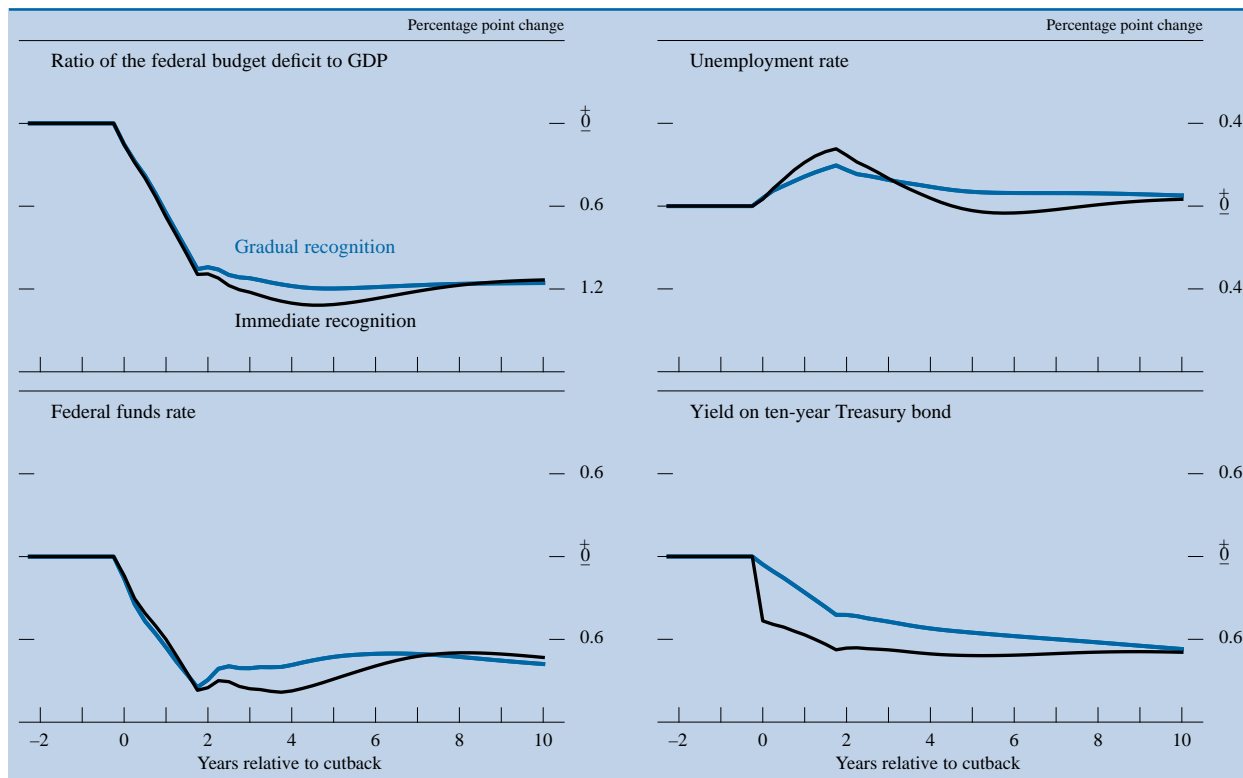 Percentage point change
Ratio of the federal budget deficit to GDP
+
0
–
0.6
Gradual recognition
1.2
Immediate recognition
Percentage point change
Unemployment rate
0.4
+
0
–
0.4
Federal funds rate
0.6
+
0
–
0.6
–2 0 2 4 6 8 10
Years relative to cutback
Yield on ten-year Treasury bond
0.6
+
0
–
0.6
–2 0 2 4 6 8 10
Years relative to cutback